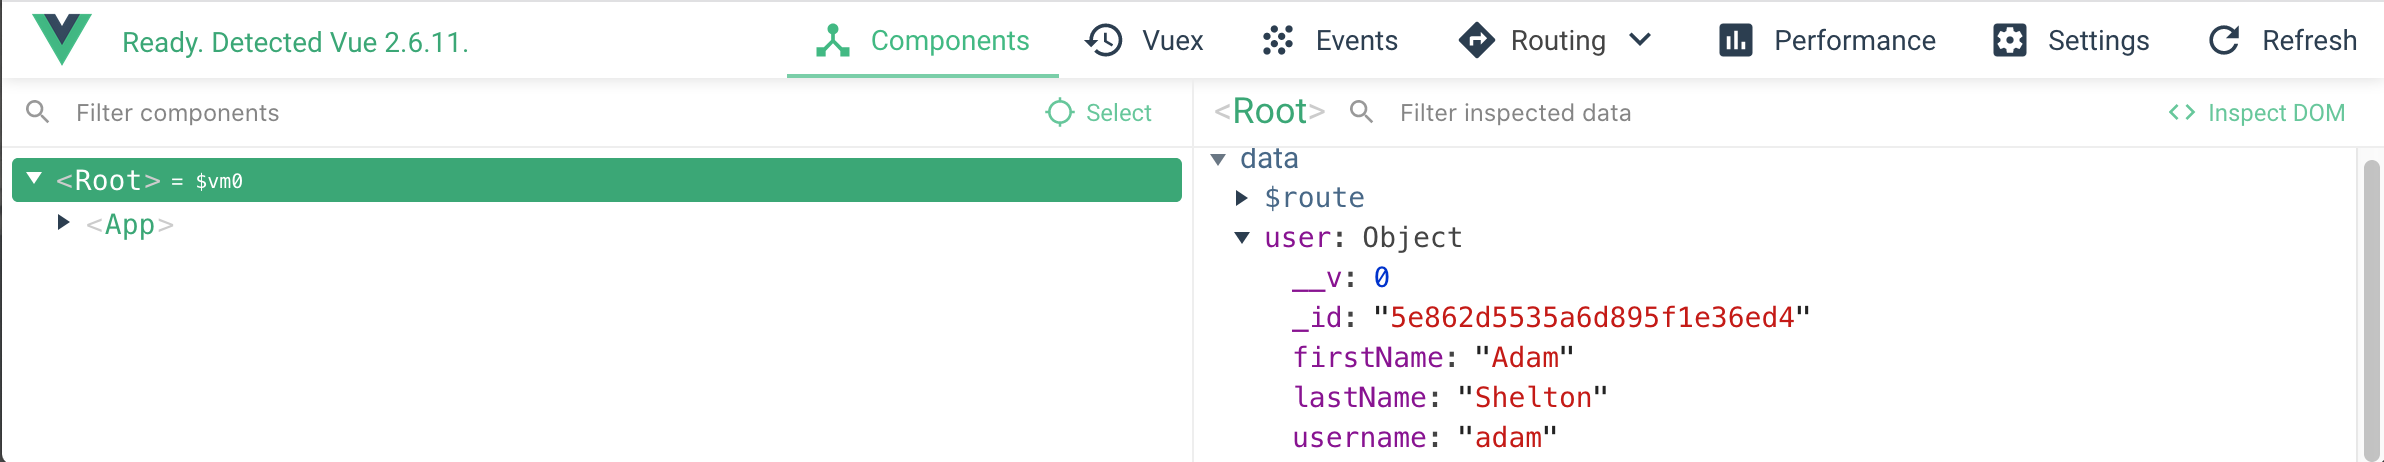 Ready. Detected Vue 2.6.11.
Components
Vuex
Events
Routing
Performance
Settings
Refresh
Filter components
Select
<Root> = $vm0
<App>
<Root>
Filter inspected data
<> Inspect DOM
data
$route
user: Object
__v: 0
_id: "5e862d5535a6d895f1e36ed4"
firstName: "Adam"
lastName: "Shelton"
username: "adam"